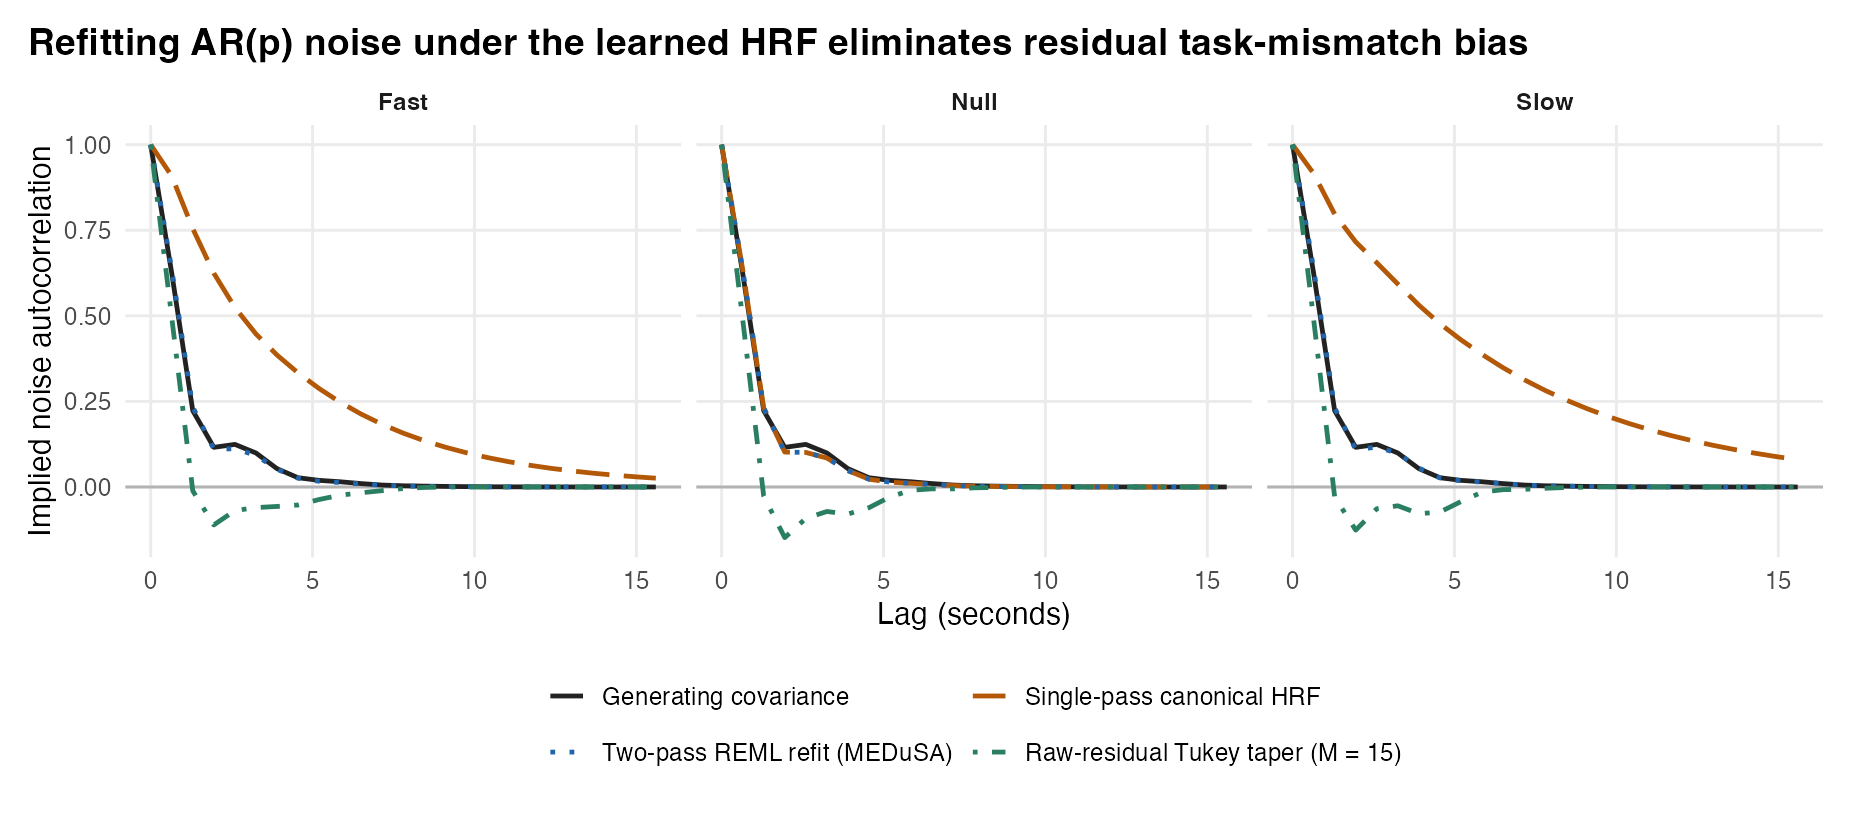 Refitting AR(p) noise under the learned HRF eliminates residual task-mismatch bias
Fast
Null
Slow
Implied noise autocorrelation
1.00
0.75
0.50
0.25
0.00
0 5 10 15
0 5 10 15
0 5 10 15
Lag (seconds)
Generating covariance
Single-pass canonical HRF
Two-pass REML refit (MEDuSA)
Raw-residual Tukey taper (M = 15)